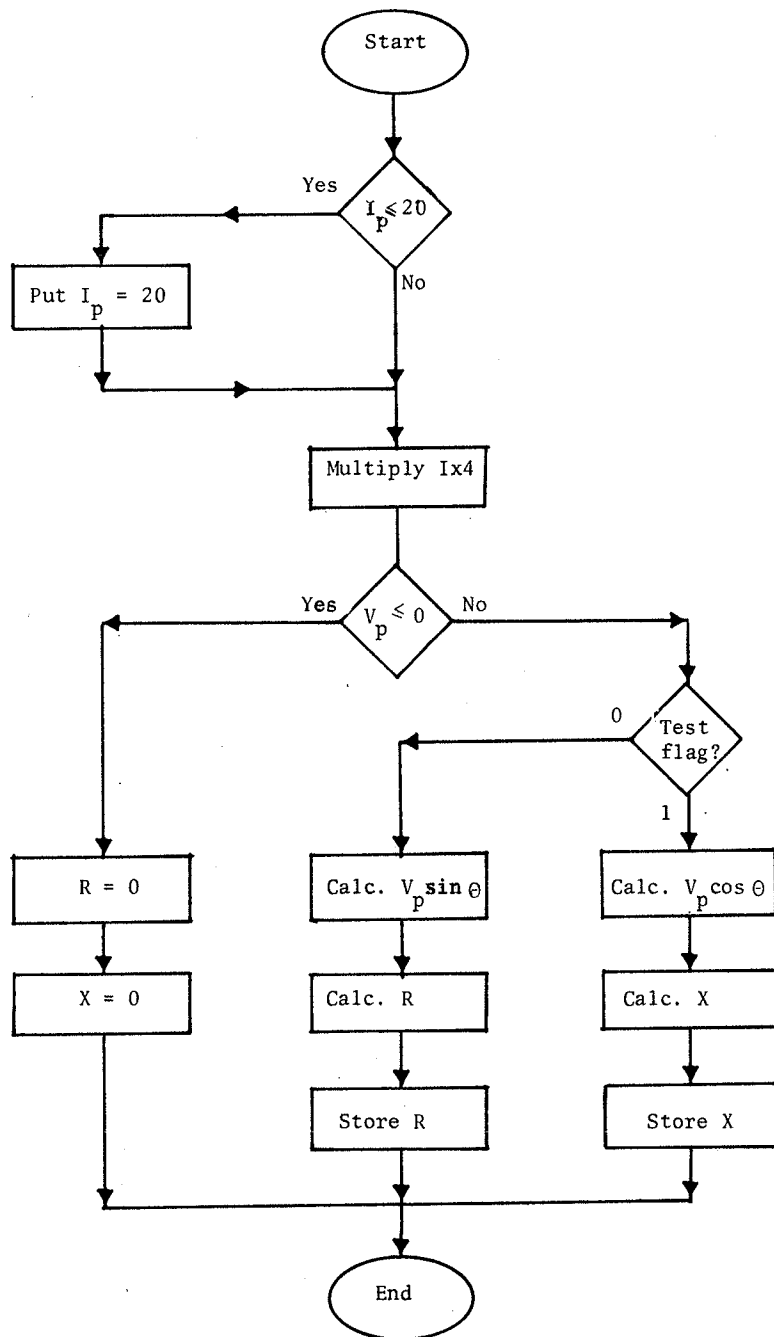 Start
Yes
I_p ≤ 20
No
Put I_p = 20
Multiply Ix4
Yes
V_p ≤ 0
No
0
Test
flag?
1
R = 0
Calc. V_p sin θ
Calc. V_p cos θ
X = 0
Calc. R
Calc. X
Store R
Store X
End